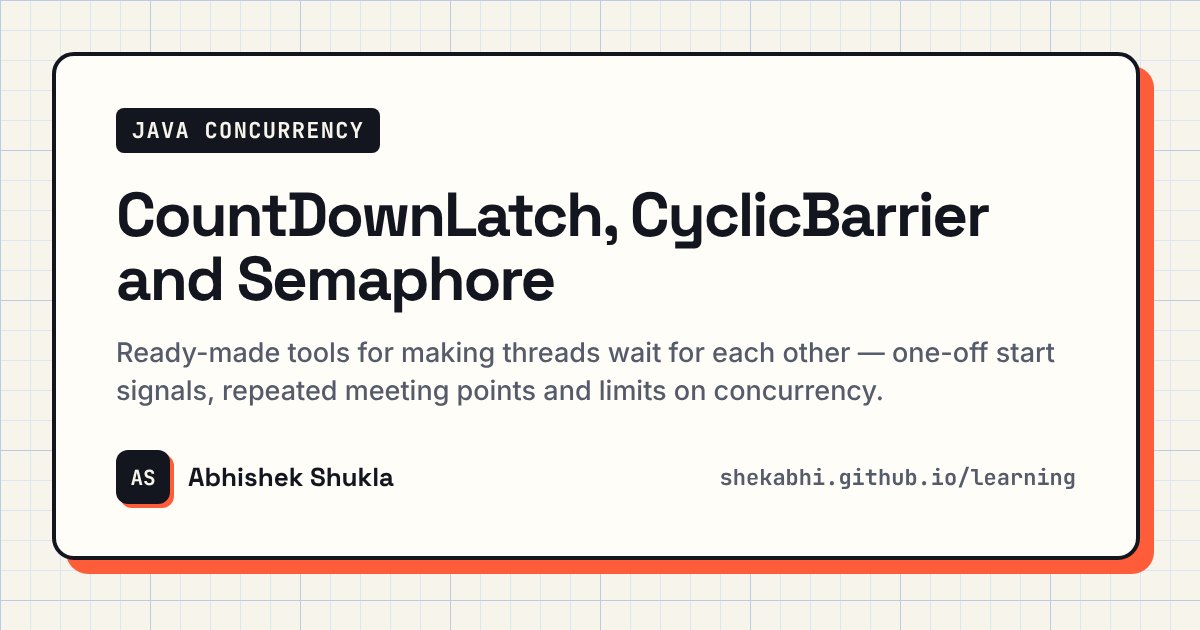 JAVA CONCURRENCY
CountDownLatch, CyclicBarrier
and Semaphore
Ready-made tools for making threads wait for each other — one-off start
signals, repeated meeting points and limits on concurrency.
AS
Abhishek Shukla
shekabhi.github.io/learning